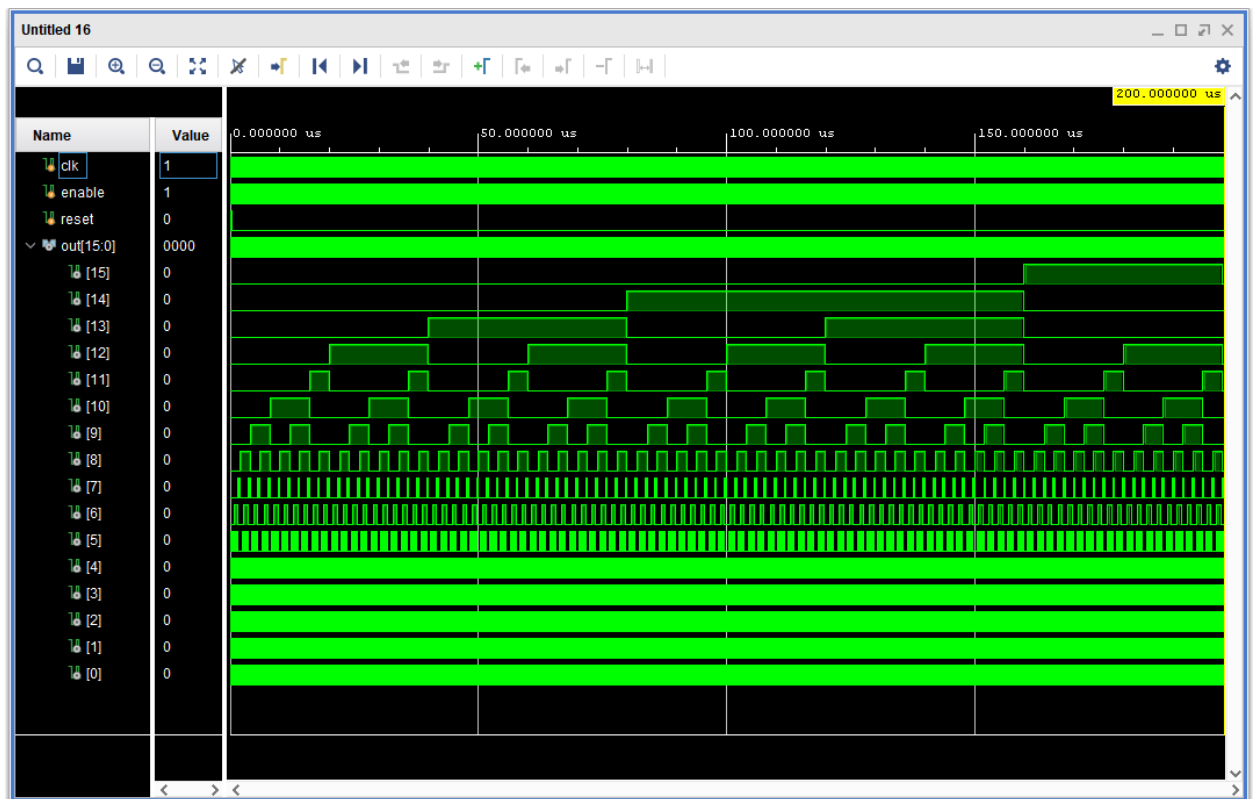 Untitled 16
200.000000 us
Name Value 0.000000 us 50.000000 us 100.000000 us 150.000000 us
clk 1
enable 1
reset 0
out[15:0] 0000
[15] 0
[14] 0
[13] 0
[12] 0
[11] 0
[10] 0
[9] 0
[8] 0
[7] 0
[6] 0
[5] 0
[4] 0
[3] 0
[2] 0
[1] 0
[0] 0